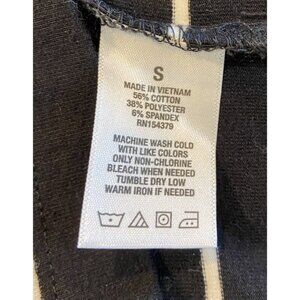 S
MADE IN VIETNAM
56% COTTON
38% POLYESTER
6% SPANDEX
RN154379
MACHINE WASH COLD
WITH LIKE COLORS
ONLY NON-CHLORINE
BLEACH WHEN NEEDED
TUMBLE DRY LOW
WARM IRON IF NEEDED